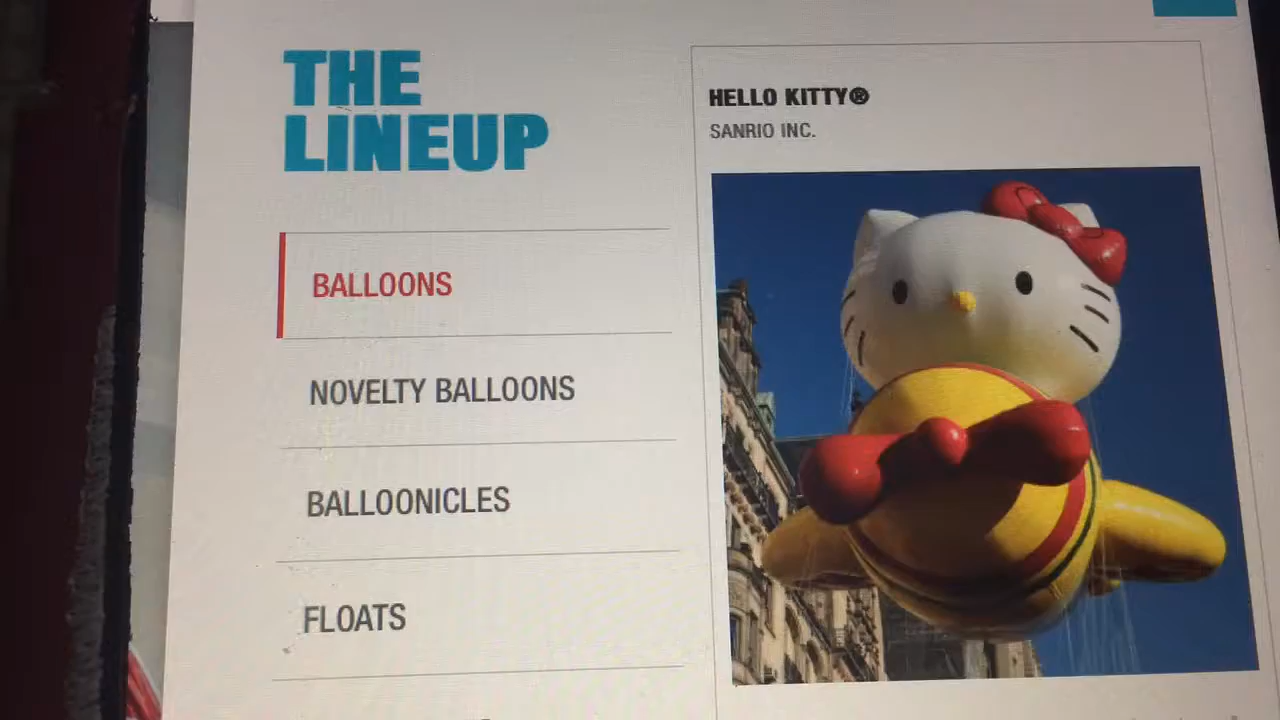 THE
LINEUP
BALLOONS
NOVELTY BALLOONS
BALLOONICLES
FLOATS
HELLO KITTY®
SANRIO INC.